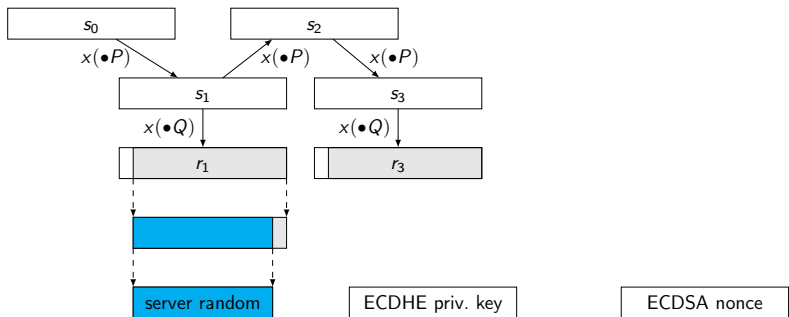 s0 s2
x(•P) x(•P) x(•P)
s1 s3
x(•Q) x(•Q)
r1 r3
server random ECDHE priv. key ECDSA nonce